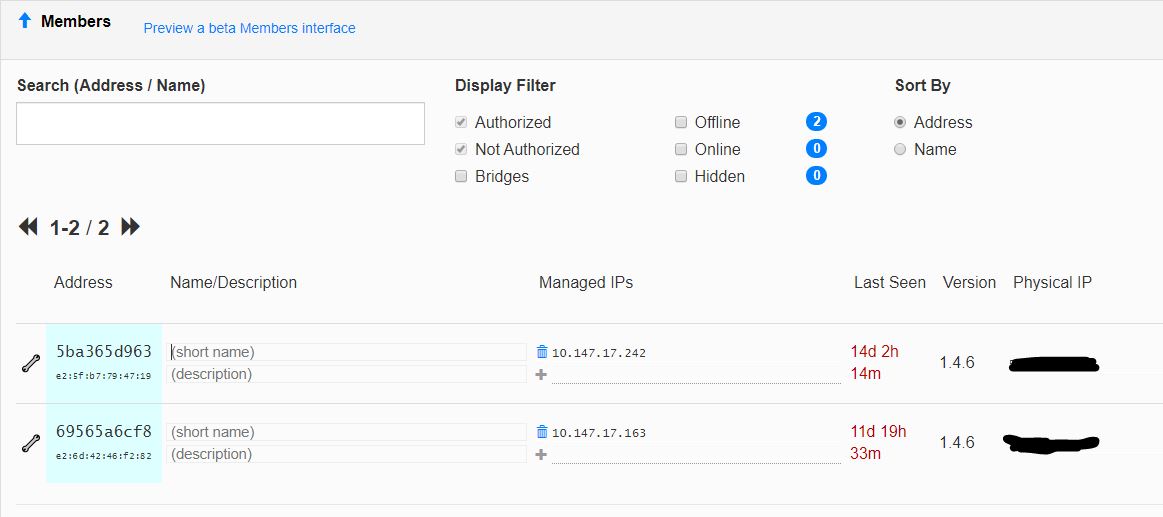 Members
Preview a beta Members interface
Search (Address / Name)
Display Filter
Sort By
Authorized
Offline
2
Address
Not Authorized
Online
0
Name
Bridges
Hidden
0
1-2 / 2
Address
Name/Description
Managed IPs
Last Seen
Version
Physical IP
5ba365d963
e2:5f:b7:79:47:19
(short name)
(description)
10.147.17.242
14d 2h
14m
1.4.6
69565a6cf8
e2:6d:42:46:f2:82
(short name)
(description)
10.147.17.163
11d 19h
33m
1.4.6